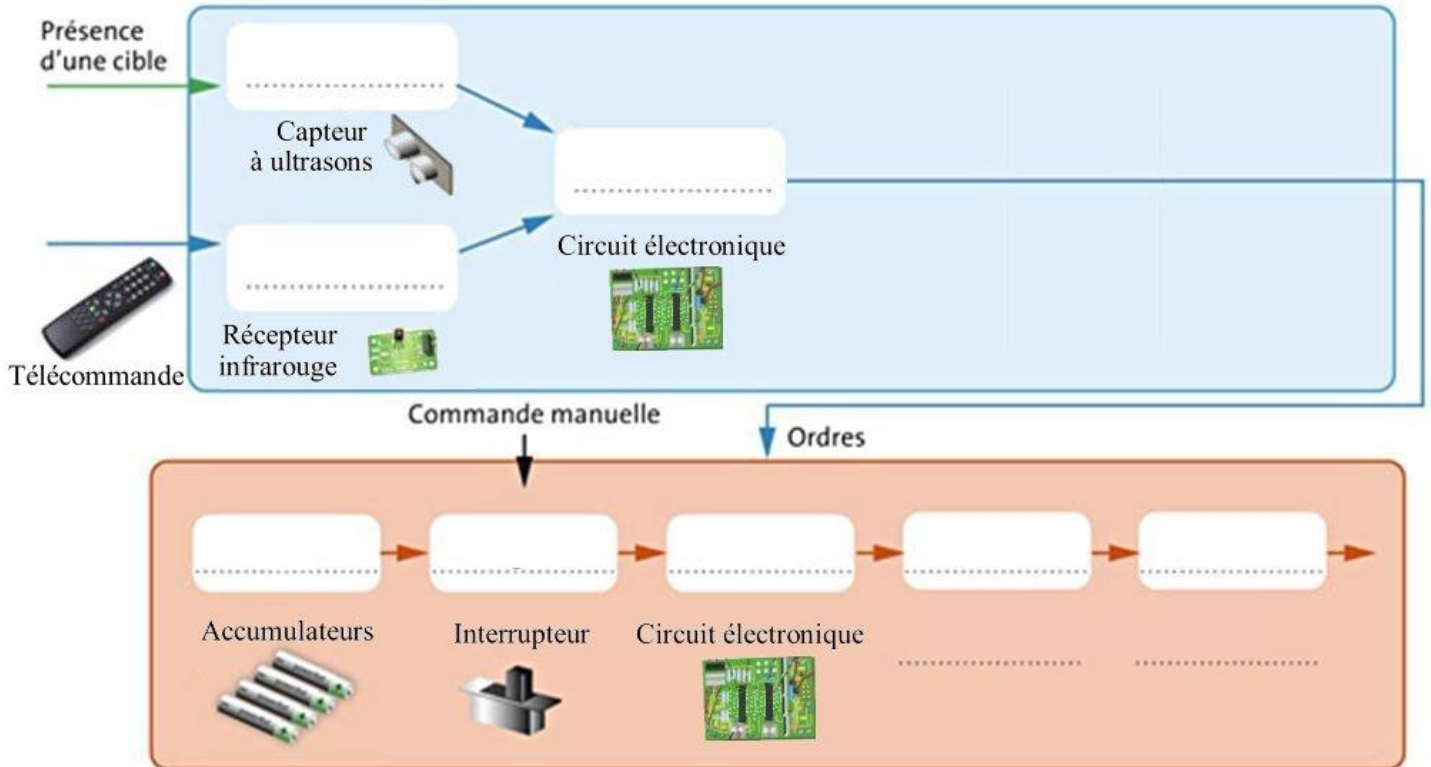 Présence
d'une cible
Capteur
à ultrasons
Circuit électronique
Récepteur
infrarouge
Télécommande
Commande manuelle
Ordres
Accumulateurs
Interrupteur
Circuit électronique